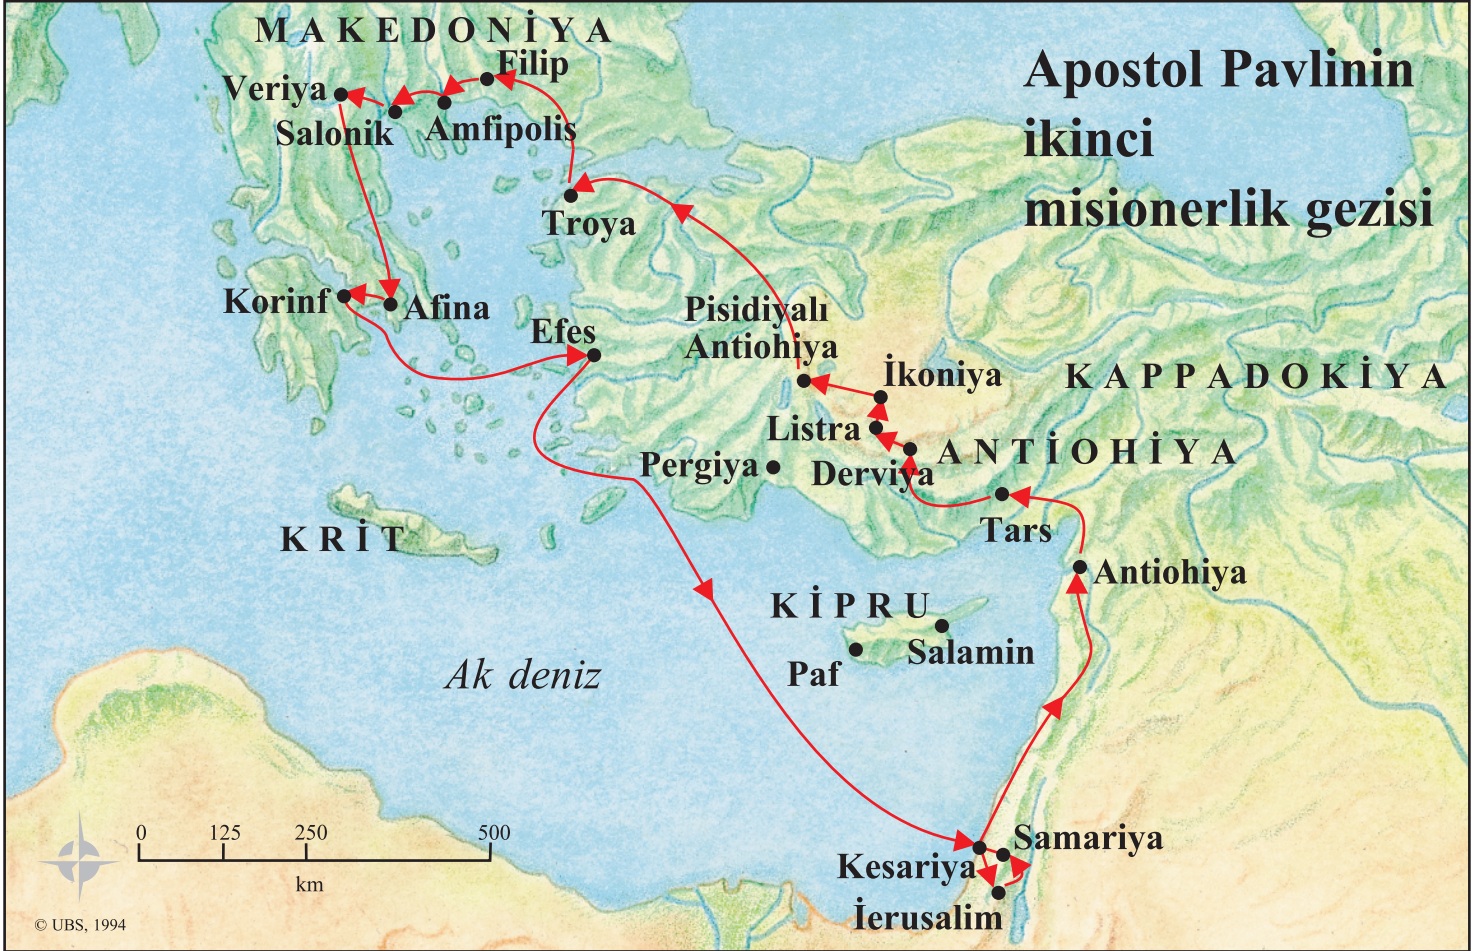 MAKEDONİYA
Apostol Pavlinin
ikinci
misionerlik gezisi
Filip
Veriya
Salonik
Amfipolis
Troya
Korinf
Afina
Efes
Pisidiyalı
Antiohiya
İkoniya
KAPPADOKİYA
Listra
ANTİOHİYA
Pergiya
Derviya
Tars
KRİT
Antiohiya
KİPRU
Salamin
Paf
Ak deniz
0 125 250 500
km
Samariya
Kesariya
İerusalim
© UBS, 1994